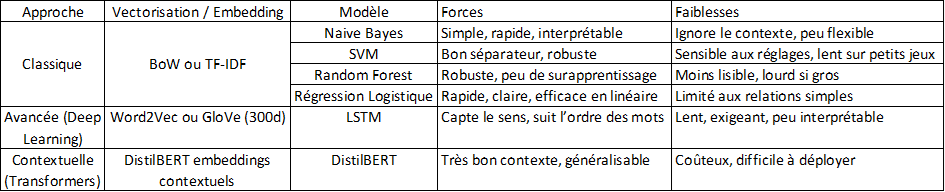 Approche Vectorisation / Embedding Modèle Forces Faiblesses
Classique BoW ou TF-IDF Naive Bayes Simple, rapide, interprétable Ignore le contexte, peu flexible
SVM Bon séparateur, robuste Sensible aux réglages, lent sur petits jeux
Random Forest Robuste, peu de surapprentissage Moins lisible, lourd si gros
Régression Logistique Rapide, claire, efficace en linéaire Limité aux relations simples
Avancée (Deep Learning) Word2Vec ou GloVe (300d) LSTM Capte le sens, suit l’ordre des mots Lent, exigeant, peu interprétable
Contextuelle (Transformers) DistilBERT embeddings contextuels DistilBERT Très bon contexte, généralisable Coûteux, difficile à déployer